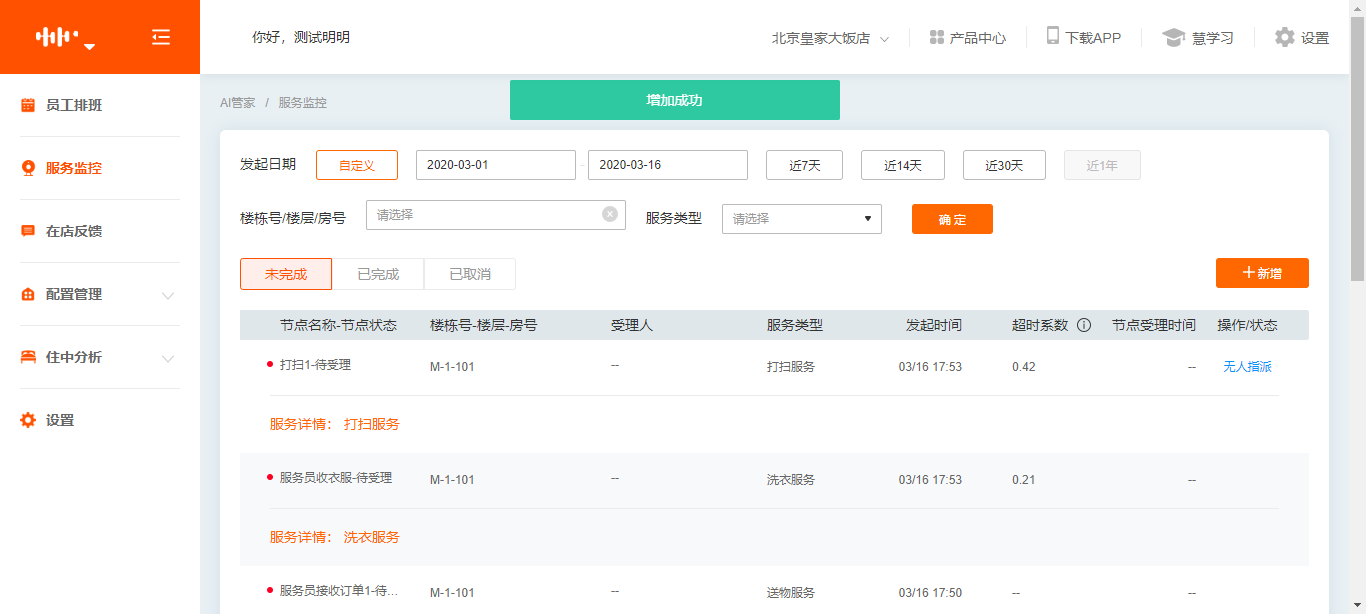 你好，测试明明
北京皇家大饭店 产品中心 下载APP 慧学习 设置
员工排班
服务监控
在店反馈
配置管理
住中分析
设置
AI管家 / 服务监控
增加成功
发起日期 自定义 2020-03-01 - 2020-03-16 近7天 近14天 近30天 近1年
楼栋号/楼层/房号 请选择 服务类型 请选择 确 定
未完成 已完成 已取消 +新增
节点名称-节点状态 楼栋号-楼层-房号 受理人 服务类型 发起时间 超时系数 节点受理时间 操作/状态
打扫1-待受理 M-1-101 -- 打扫服务 03/16 17:53 0.42 -- 无人指派
服务详情： 打扫服务
服务员收衣服-待受理 M-1-101 -- 洗衣服务 03/16 17:53 0.21 --
服务详情： 洗衣服务
服务员接收订单1-待... M-1-101 -- 送物服务 03/16 17:50 -- --